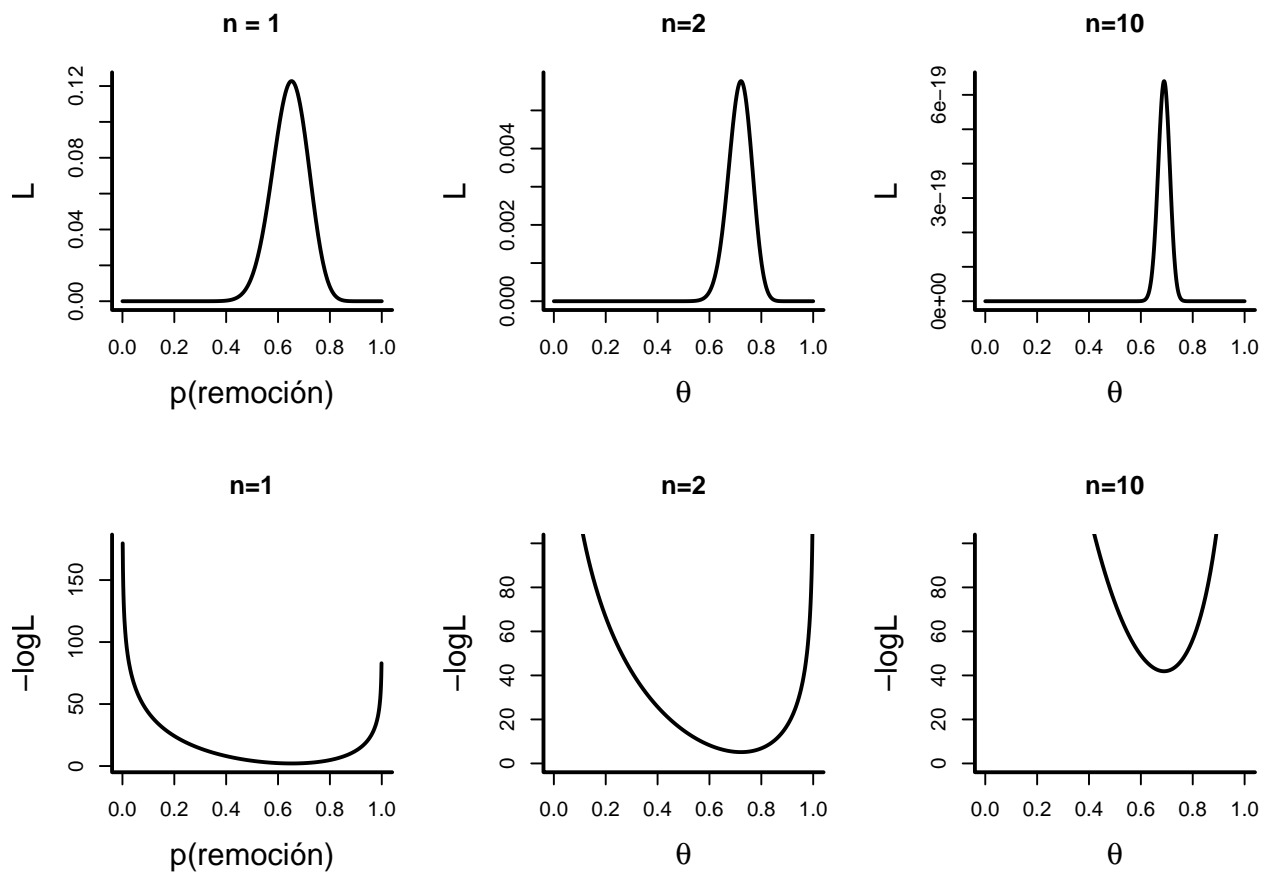 n = 1
L
0.00 0.04 0.08 0.12
0.0 0.2 0.4 0.6 0.8 1.0
p(remoción)
n=2
L
0.000 0.002 0.004
0.0 0.2 0.4 0.6 0.8 1.0
θ
n=10
L
0e+00 3e−19 6e−19
0.0 0.2 0.4 0.6 0.8 1.0
θ
n=1
−logL
0 50 100 150
0.0 0.2 0.4 0.6 0.8 1.0
p(remoción)
n=2
−logL
0 20 40 60 80
0.0 0.2 0.4 0.6 0.8 1.0
θ
n=10
−logL
0 20 40 60 80
0.0 0.2 0.4 0.6 0.8 1.0
θ